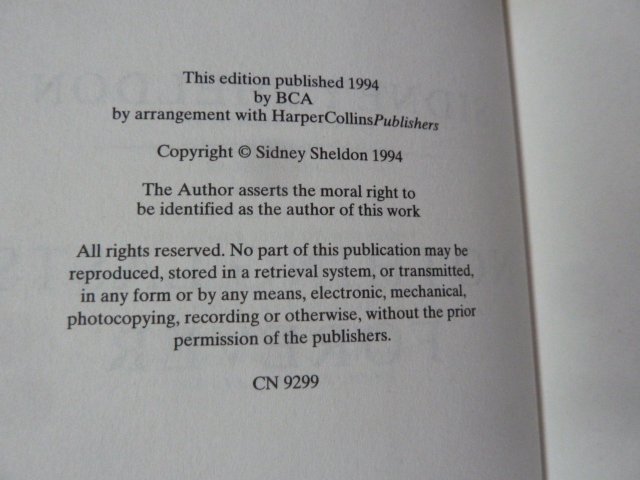 This edition published 1994
by BCA
by arrangement with HarperCollinsPublishers
Copyright © Sidney Sheldon 1994
The Author asserts the moral right to
be identified as the author of this work
All rights reserved. No part of this publication may be
reproduced, stored in a retrieval system, or transmitted,
in any form or by any means, electronic, mechanical,
photocopying, recording or otherwise, without the prior
permission of the publishers.
CN 9299